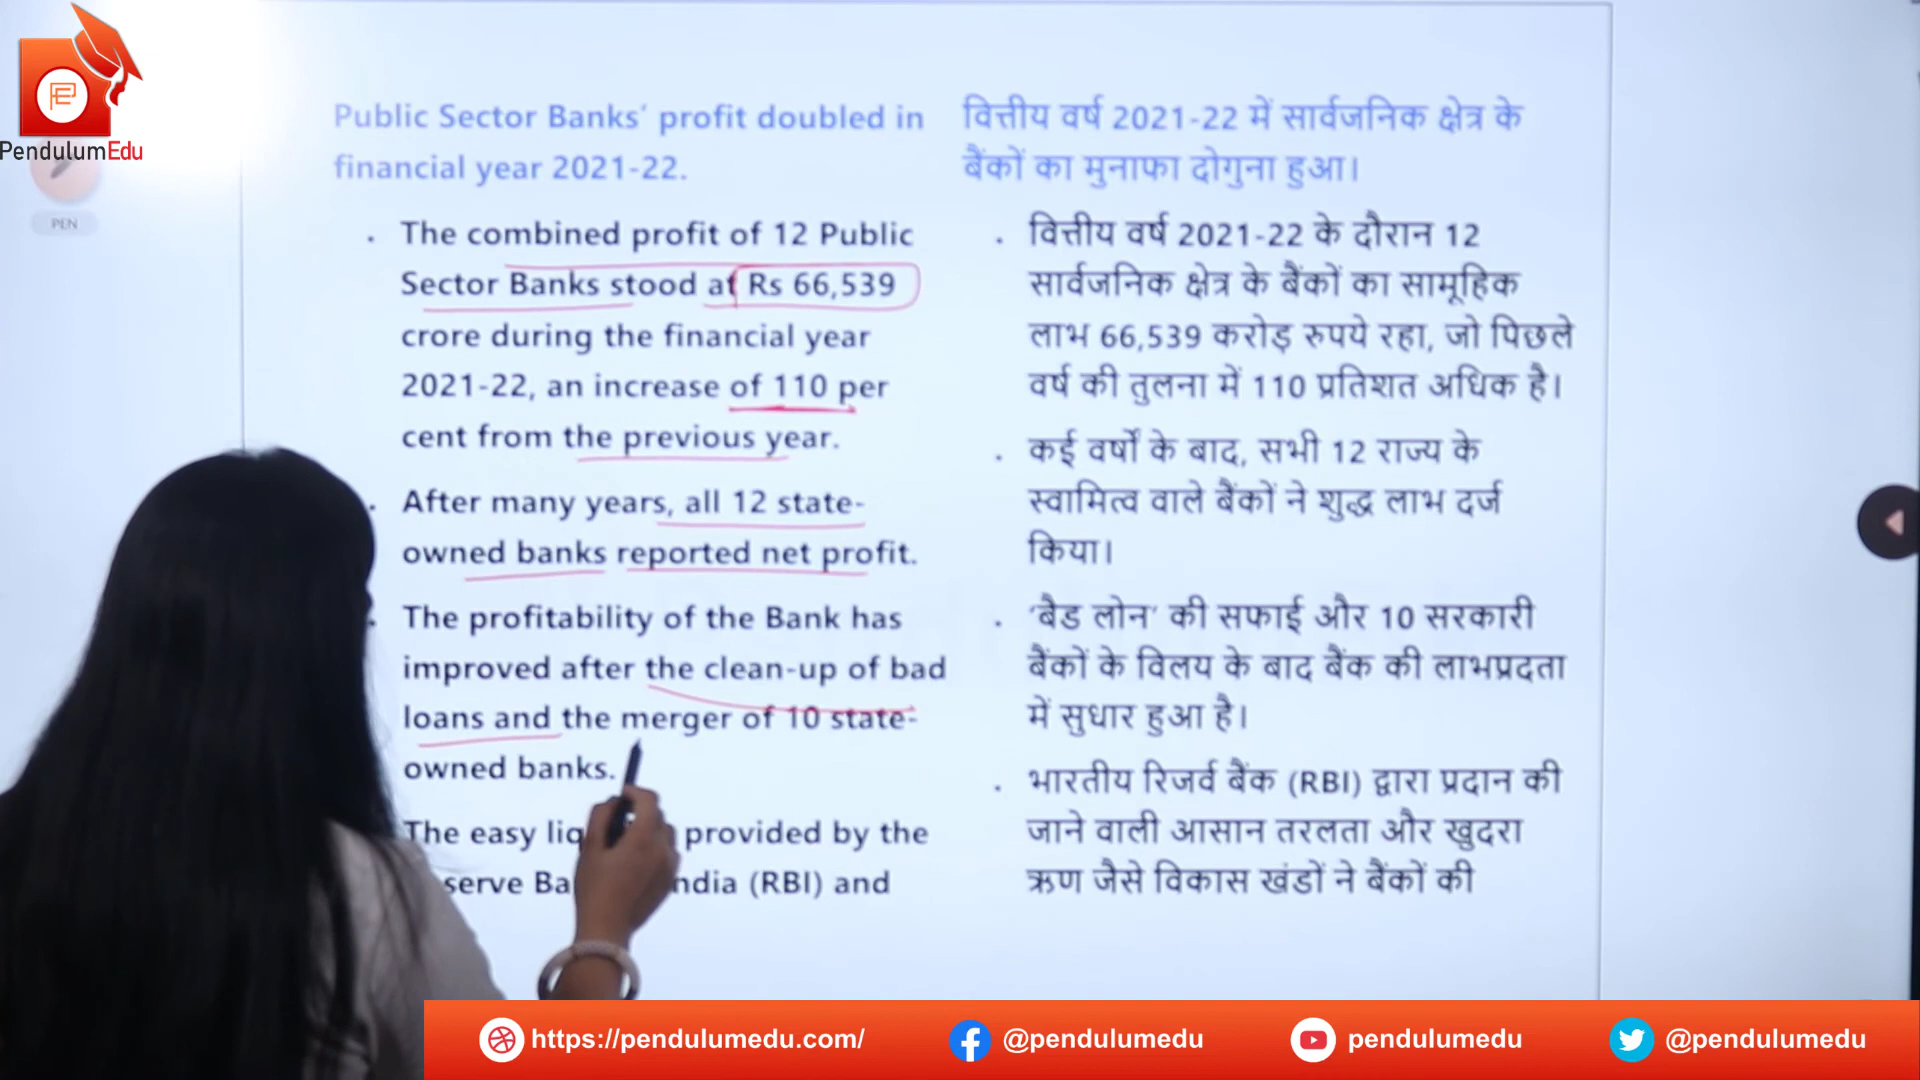 PendulumEdu
PEN
Public Sector Banks' profit doubled in
financial year 2021-22.
. The combined profit of 12 Public
Sector Banks stood at Rs 66,539
crore during the financial year
2021-22, an increase of 110 per
cent from the previous year.
After many years, all 12 state-
owned banks reported net profit.
The profitability of the Bank has
improved after the clean-up of bad
loans and the merger of 10 state-
owned banks.
The easy provided by the
(RBI) and
वित्तीय वर्ष 2021-22 में सार्वजनिक क्षेत्र के
बैंकों का मुनाफा दोगुना हुआ।
. वित्तीय वर्ष 2021-22 के दौरान 12
सार्वजनिक क्षेत्र के बैंकों का सामूहिक
लाभ 66,539 करोड़ रुपये रहा, जो पिछले
वर्ष की तुलना में 110 प्रतिशत अधिक है।
. कई वर्षों के बाद, सभी 12 राज्य के
स्वामित्व वाले बैंकों ने शुद्ध लाभ दर्ज
किया।
. 'बैड लोन' की सफाई और 10 सरकारी
बैंकों के विलय के बाद बैंक की लाभप्रदता
में सुधार हुआ है।
. भारतीय रिजर्व बैंक (RBI) द्वारा प्रदान की
जाने वाली आसान तरलता और खुदरा
ऋण जैसे विकास खंडों ने बैंकों की
https://pendulumedu.com/ @pendulumedu pendulumedu @pendulumedu